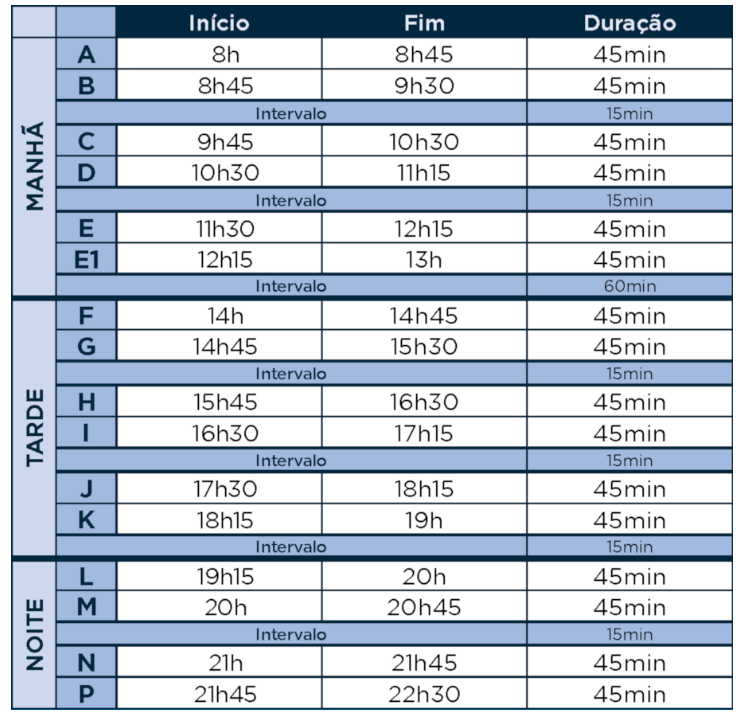 Início Fim Duração
MANHÃ
A 8h 8h45 45min
B 8h45 9h30 45min
Intervalo 15min
C 9h45 10h30 45min
D 10h30 11h15 45min
Intervalo 15min
E 11h30 12h15 45min
E1 12h15 13h 45min
Intervalo 60min
TARDE
F 14h 14h45 45min
G 14h45 15h30 45min
Intervalo 15min
H 15h45 16h30 45min
I 16h30 17h15 45min
Intervalo 15min
J 17h30 18h15 45min
K 18h15 19h 45min
Intervalo 15min
NOITE
L 19h15 20h 45min
M 20h 20h45 45min
Intervalo 15min
N 21h 21h45 45min
P 21h45 22h30 45min